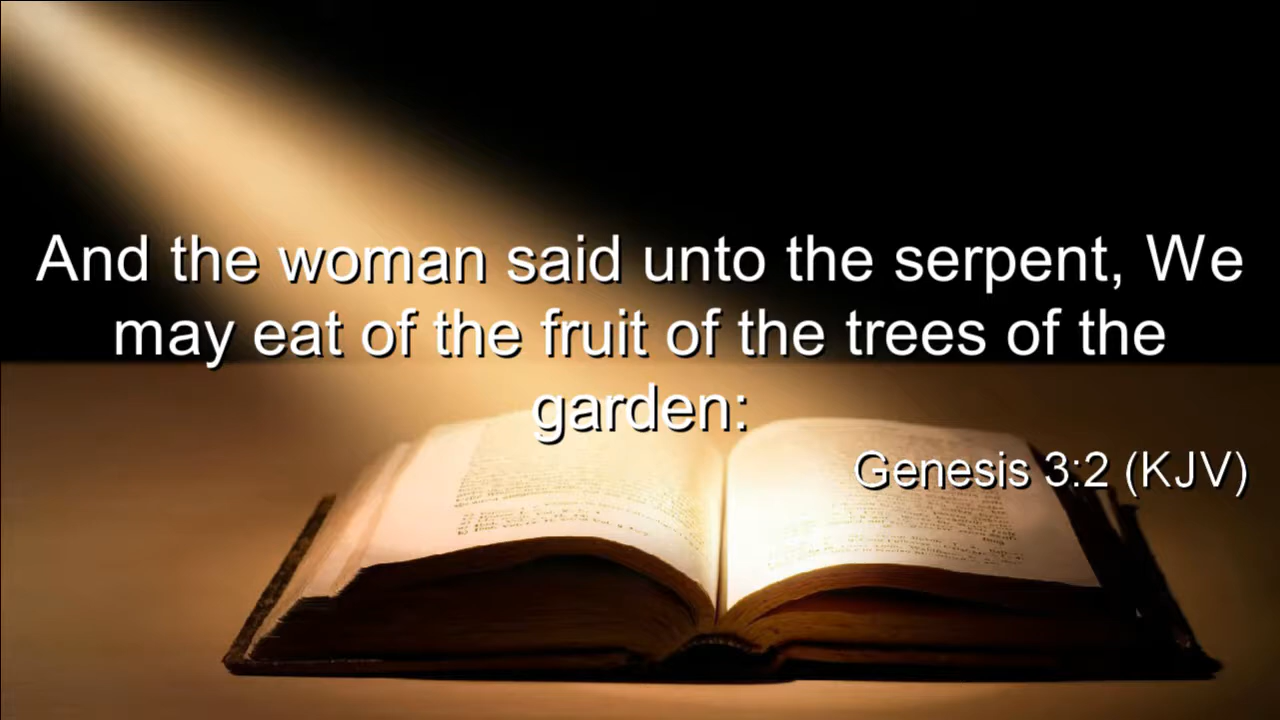 And the woman said unto the serpent, We
may eat of the fruit of the trees of the
garden:
Genesis 3:2 (KJV)